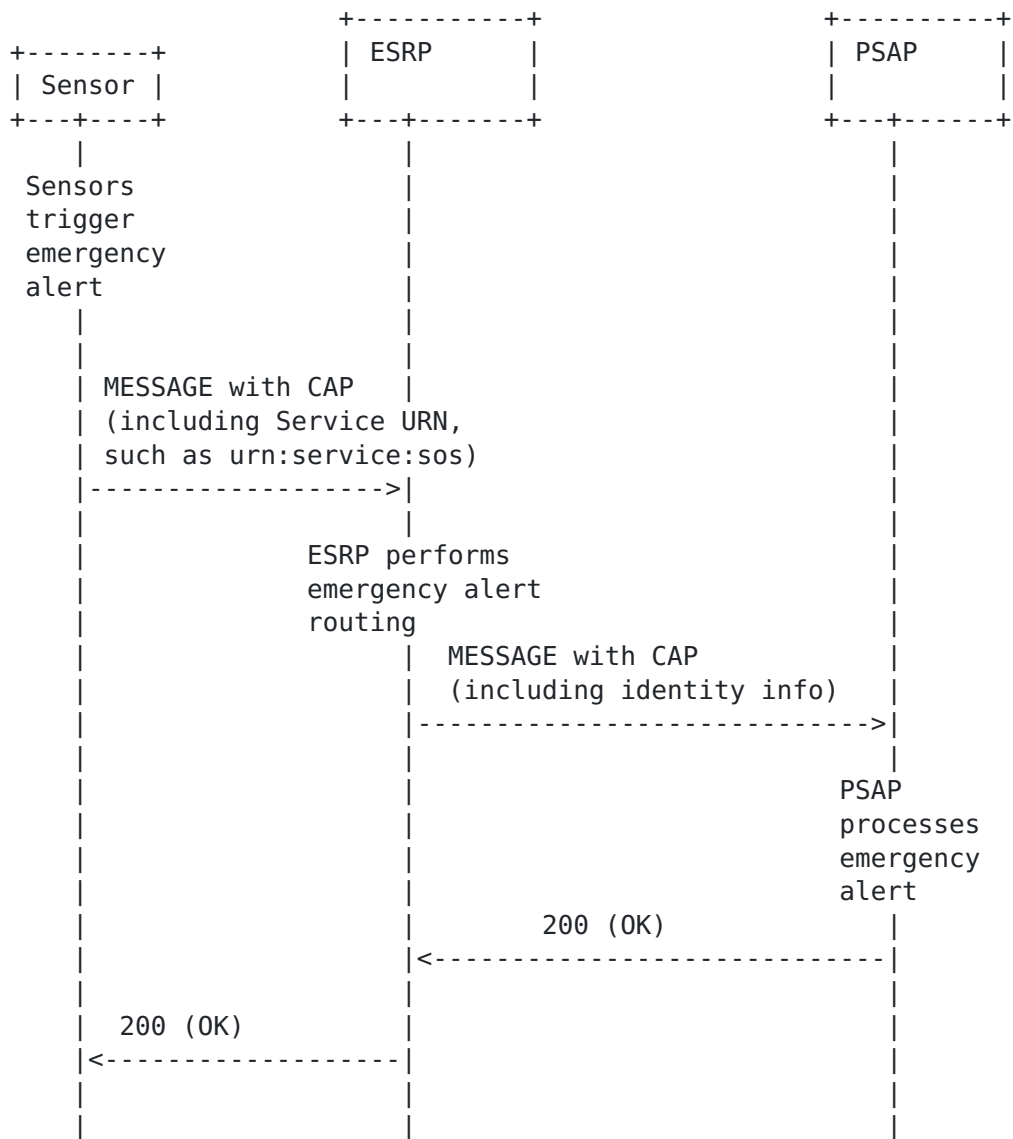 ESRP PSAP
Sensor
Sensors
trigger
emergency
alert
MESSAGE with CAP
(including Service URN,
such as urn:service:sos)
ESRP performs
emergency alert
routing
MESSAGE with CAP
(including identity info)
PSAP
processes
emergency
alert
200 (OK)
200 (OK)